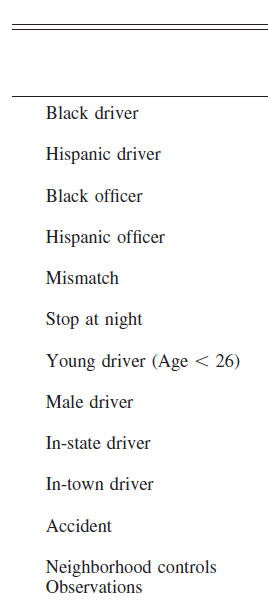 Black driver
Hispanic driver
Black officer
Hispanic officer
Mismatch
Stop at night
Young driver (Age < 26)
Male driver
In-state driver
In-town driver
Accident
Neighborhood controls
Observations